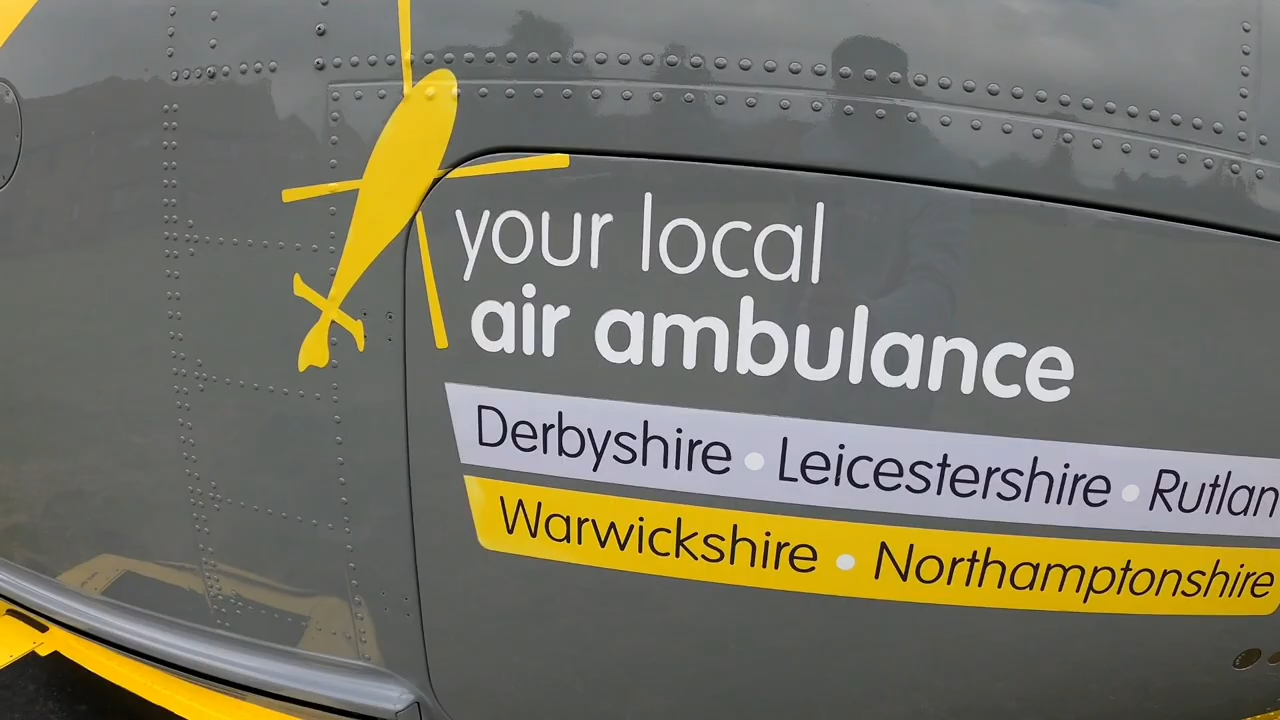 your local
air ambulance
Derbyshire • Leicestershire • Rutlan
Warwickshire • Northamptonshire